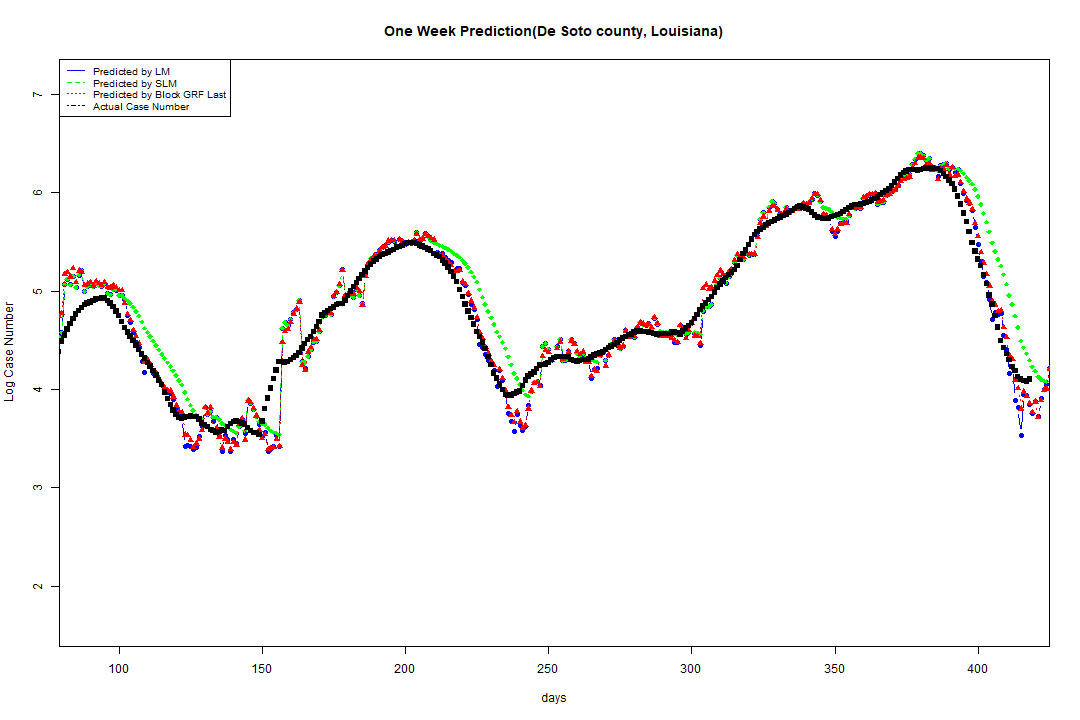 One Week Prediction(De Soto county, Louisiana)
Predicted by LM
Predicted by SLM
Predicted by Block GRF Last
Actual Case Number
7
6
5
4
3
2
Log Case Number
100 150 200 250 300 350 400
days